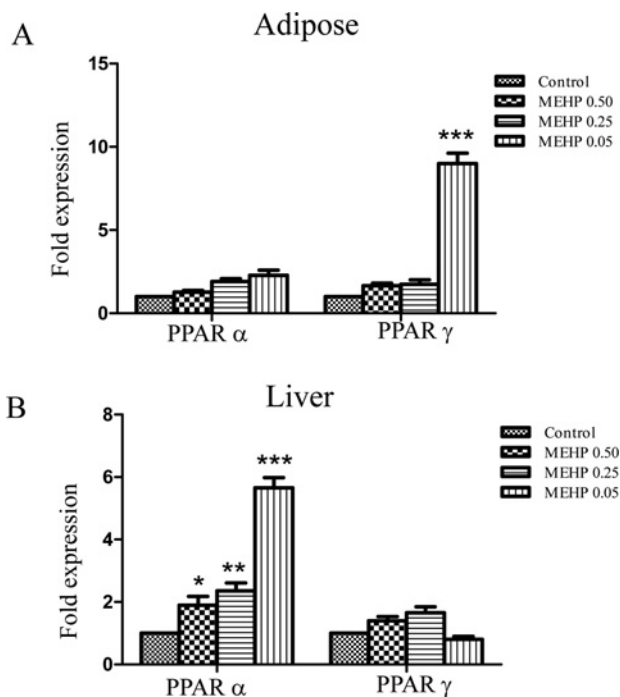 A
Adipose
15
10
5
0
Fold expression
***
PPAR α
PPAR γ
Control
MEHP 0.50
MEHP 0.25
MEHP 0.05
B
Liver
8
6
4
2
0
Fold expression
*
**
***
PPAR α
PPAR γ
Control
MEHP 0.50
MEHP 0.25
MEHP 0.05